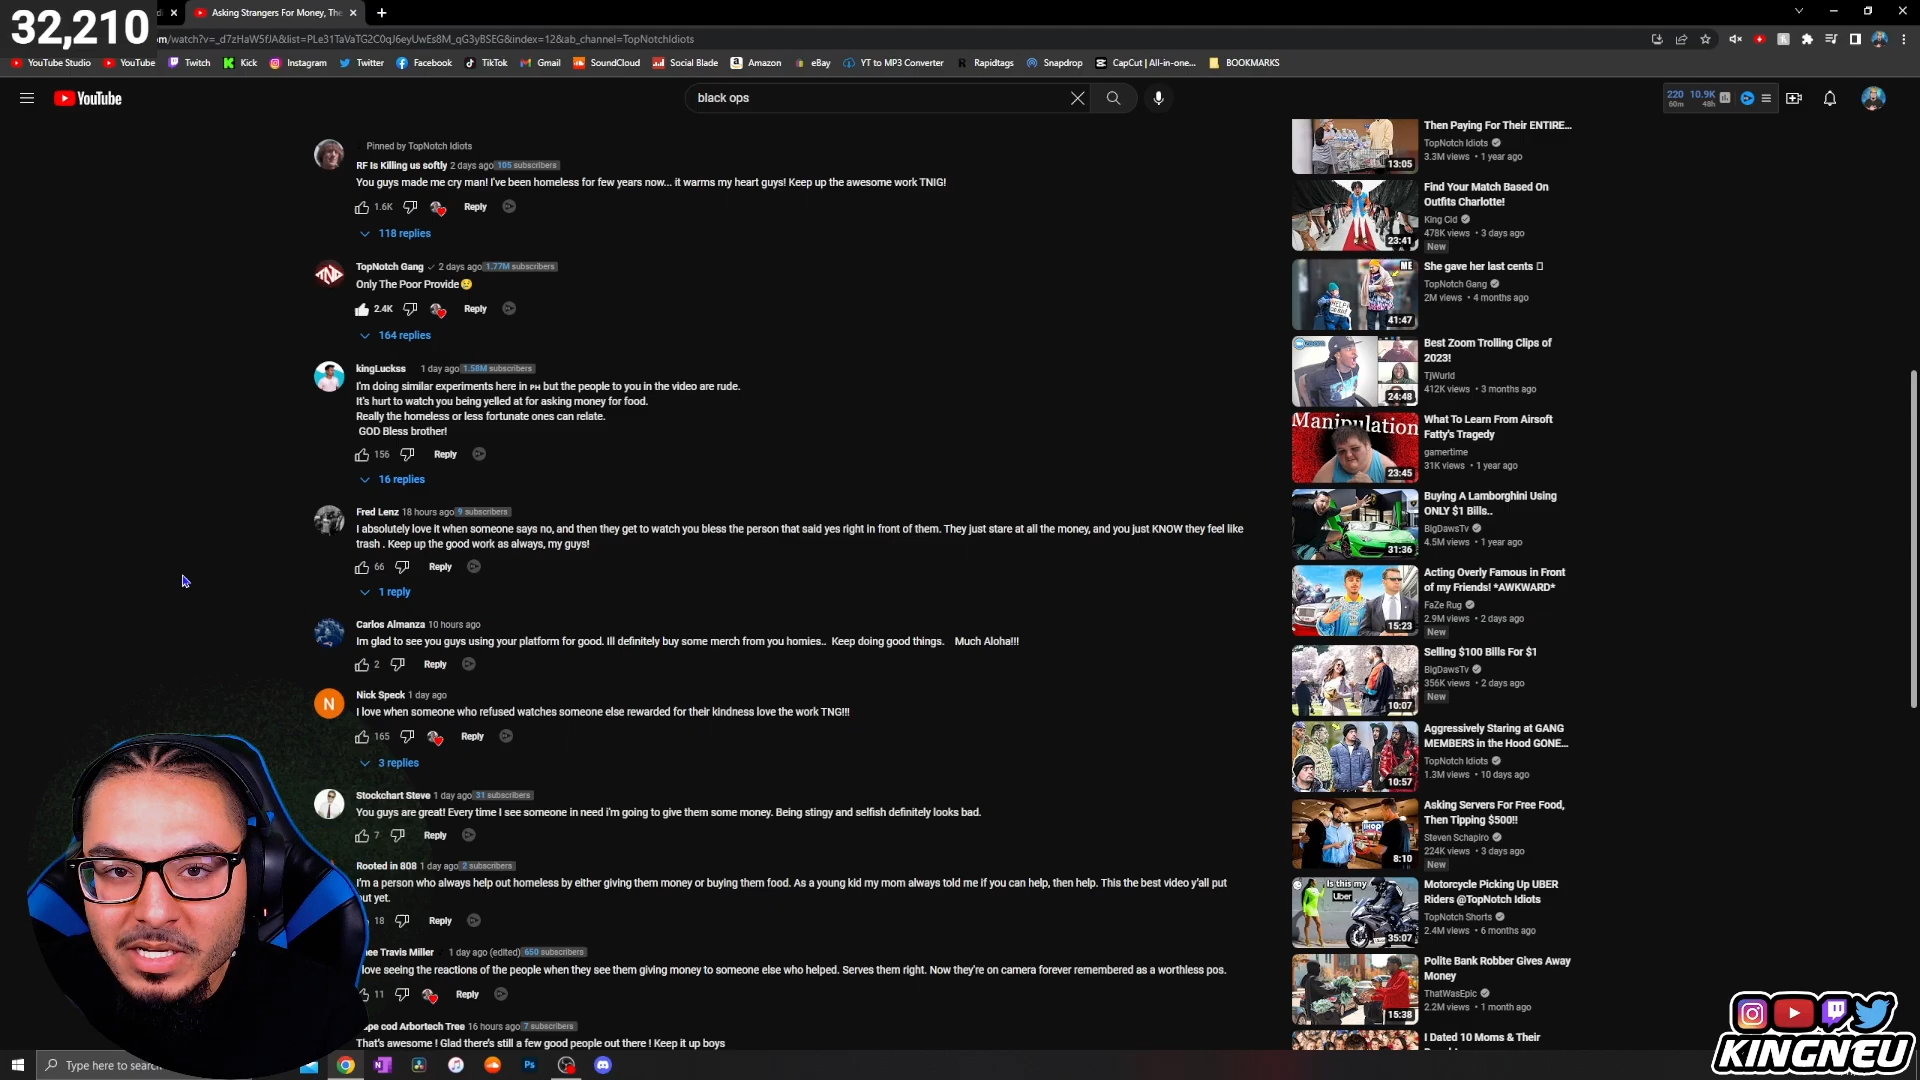 32,210
Asking Strangers For Money, The
m/watch?v=_d7zHaW5fJA&list=PLe31TaVaTG2C0qJ6eyUwEs8M_qG3yBSEG&index=12&ab_channel=TopNotchIdiots
YouTube Studio YouTube Twitch Kick Instagram Twitter Facebook TikTok Gmail SoundCloud Social Blade Amazon eBay YT to MP3 Converter Rapidtags Snapdrop CapCut | All-in-one... BOOKMARKS
YouTube
black ops
220 10.9K
60m 48h
Pinned by TopNotch Idiots
RF Is Killing us softly 2 days ago 105 subscribers
You guys made me cry man! I've been homeless for few years now... it warms my heart guys! Keep up the awesome work TNIG!
1.6K Reply
118 replies
TopNotch Gang 2 days ago 1.77M subscribers
Only The Poor Provide😢
2.4K Reply
164 replies
kingLuckss 1 day ago 1.58M subscribers
I'm doing similar experiments here in PH but the people to you in the video are rude.
It's hurt to watch you being yelled at for asking money for food.
Really the homeless or less fortunate ones can relate.
GOD Bless brother!
156 Reply
16 replies
Fred Lenz 18 hours ago 9 subscribers
I absolutely love it when someone says no, and then they get to watch you bless the person that said yes right in front of them. They just stare at all the money, and you just KNOW they feel like
trash . Keep up the good work as always, my guys!
66 Reply
1 reply
Carlos Almanza 10 hours ago
Im glad to see you guys using your platform for good. Ill definitely buy some merch from you homies.. Keep doing good things. Much Aloha!!!
2 Reply
N
Nick Speck 1 day ago
I love when someone who refused watches someone else rewarded for their kindness love the work TNG!!!
165 Reply
3 replies
Stockchart Steve 1 day ago 31 subscribers
You guys are great! Every time I see someone in need i'm going to give them some money. Being stingy and selfish definitely looks bad.
7 Reply
Rooted in 808 1 day ago 2 subscribers
I'm a person who always help out homeless by either giving them money or buying them food. As a young kid my mom always told me if you can help, then help. This the best video y'all put
out yet.
18 Reply
Travis Miller 1 day ago (edited) 650 subscribers
love seeing the reactions of the people when they see them giving money to someone else who helped. Serves them right. Now they're on camera forever remembered as a worthless pos.
11 Reply
cod Arbortech Tree 16 hours ago 7 subscribers
That's awesome ! Glad there's still a few good people out there ! Keep it up boys
Then Paying For Their ENTIRE...
TopNotch Idiots
3.3M views • 1 year ago
13:05
Find Your Match Based On
Outfits Charlotte!
King Cid
478K views • 3 days ago
New
23:41
She gave her last cents
TopNotch Gang
2M views • 4 months ago
ME
41:47
Best Zoom Trolling Clips of
2023!
TjWurld
412K views • 3 months ago
24:48
What To Learn From Airsoft
Fatty's Tragedy
gamertime
31K views • 1 year ago
Manipulation
23:45
Buying A Lamborghini Using
ONLY $1 Bills..
BigDawsTv
4.5M views • 1 year ago
31:36
Acting Overly Famous in Front
of my Friends! *AWKWARD*
FaZe Rug
2.9M views • 2 days ago
New
15:23
Selling $100 Bills For $1
BigDawsTv
356K views • 2 days ago
New
10:07
Aggressively Staring at GANG
MEMBERS in the Hood GONE...
TopNotch Idiots
1.3M views • 10 days ago
10:57
Asking Servers For Free Food,
Then Tipping $500!!
Steven Schapiro
224K views • 3 days ago
New
IHOP
8:10
Motorcycle Picking Up UBER
Riders @TopNotch Idiots
TopNotch Shorts
2.4M views • 6 months ago
Is this my
Uber
35:07
Polite Bank Robber Gives Away
Money
ThatWasEpic
2.2M views • 1 month ago
15:38
I Dated 10 Moms & Their
KINGNEU
Type here to search
Ps